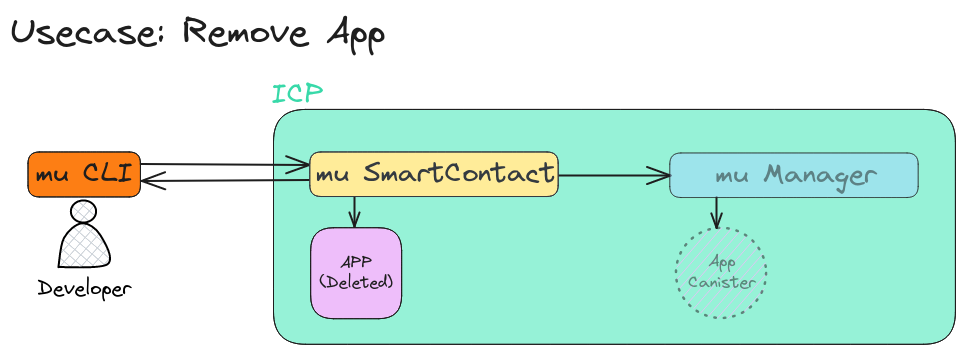 Usecase: Remove App
ICP
mu CLI
mu SmartContact
mu Manager
Developer
APP
(Deleted)
App
Canister